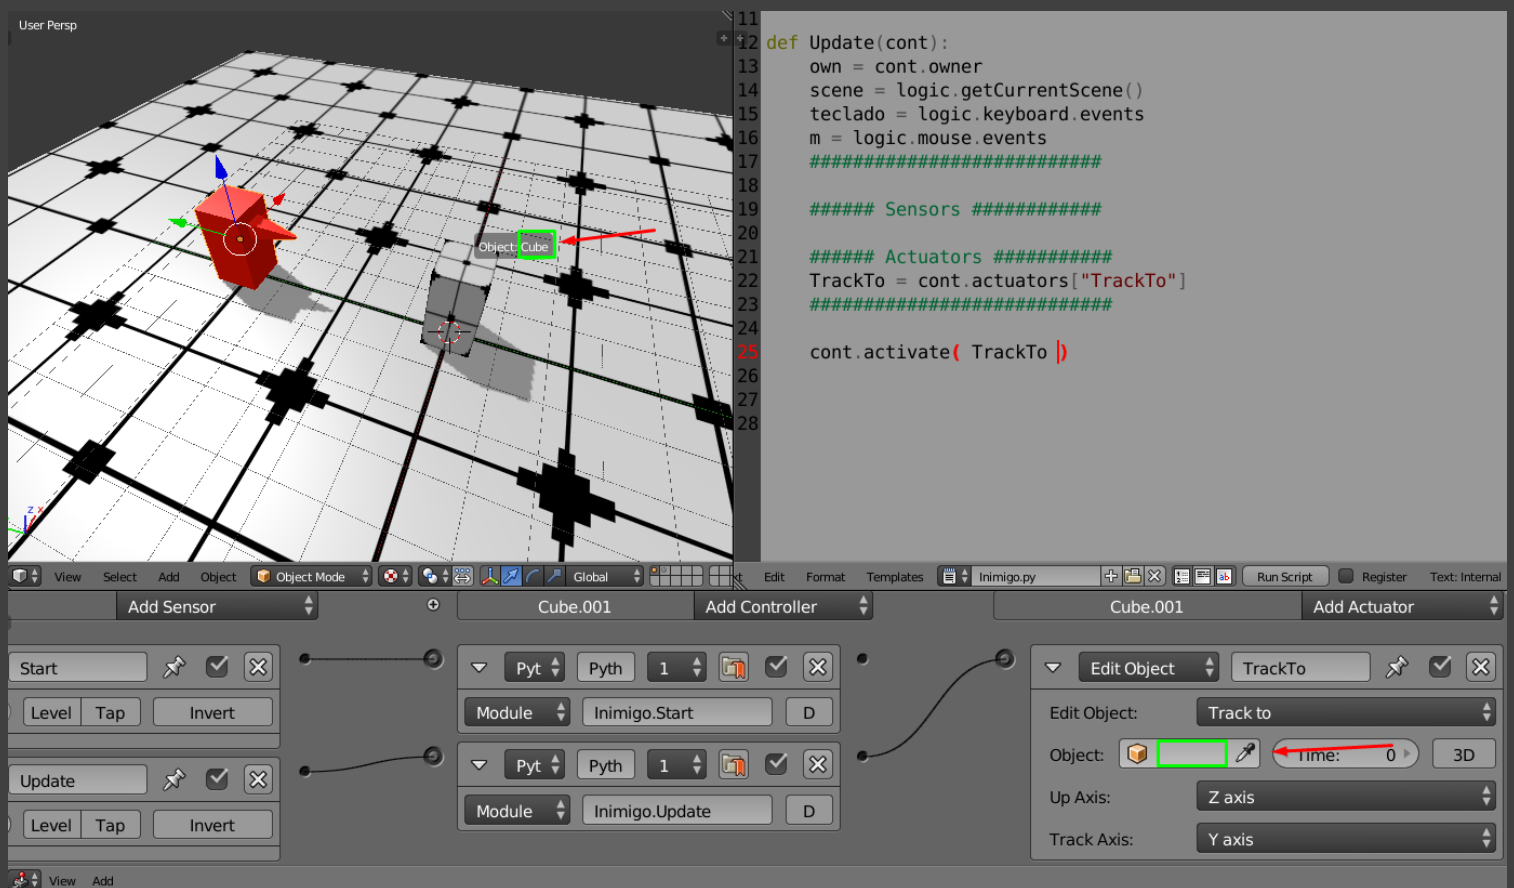 User Persp
Object: Cube
11
12 def Update(cont):
13 own = cont.owner
14 scene = logic.getCurrentScene()
15 teclado = logic.keyboard.events
16 m = logic.mouse.events
17 ###########################
18
19 ###### Sensors ############
20
21 ###### Actuators ###########
22 TrackTo = cont.actuators["TrackTo"]
23 ############################
24
25 cont.activate( TrackTo )
26
27
28
z x
View Select Add Object Object Mode Global
xt Edit Format Templates Inimigo.py Run Script Register Text: Internal
Add Sensor Cube.001 Add Controller Cube.001 Add Actuator
Start Pyt Pyth 1 Edit Object TrackTo
Level Tap Invert Module Inimigo.Start D Edit Object: Track to
Object: Time: 0 3D
Update Pyt Pyth 1
Up Axis: Z axis
Level Tap Invert Module Inimigo.Update D
Track Axis: Y axis
View Add